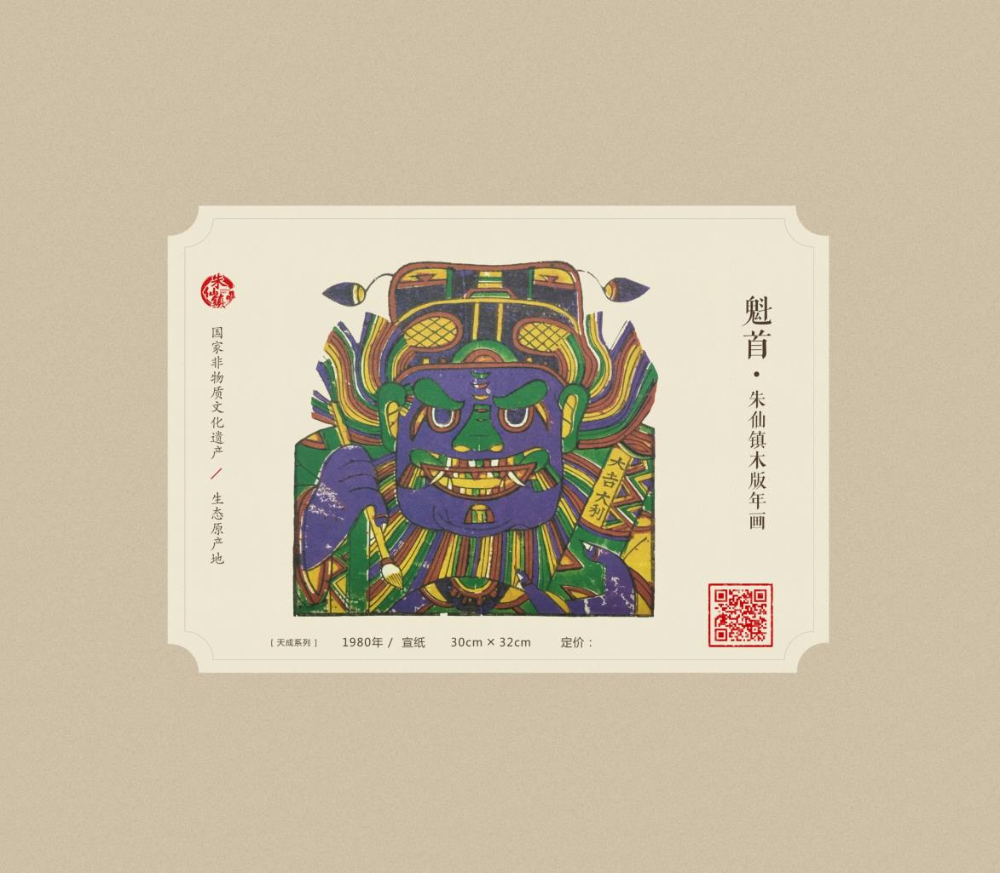 魁首·朱仙镇木版年画
朱仙镇
国家非物质文化遗产 / 生态原产地
大吉大利
[ 天成系列 ] 1980年 / 宣纸 30cm × 32cm 定价：